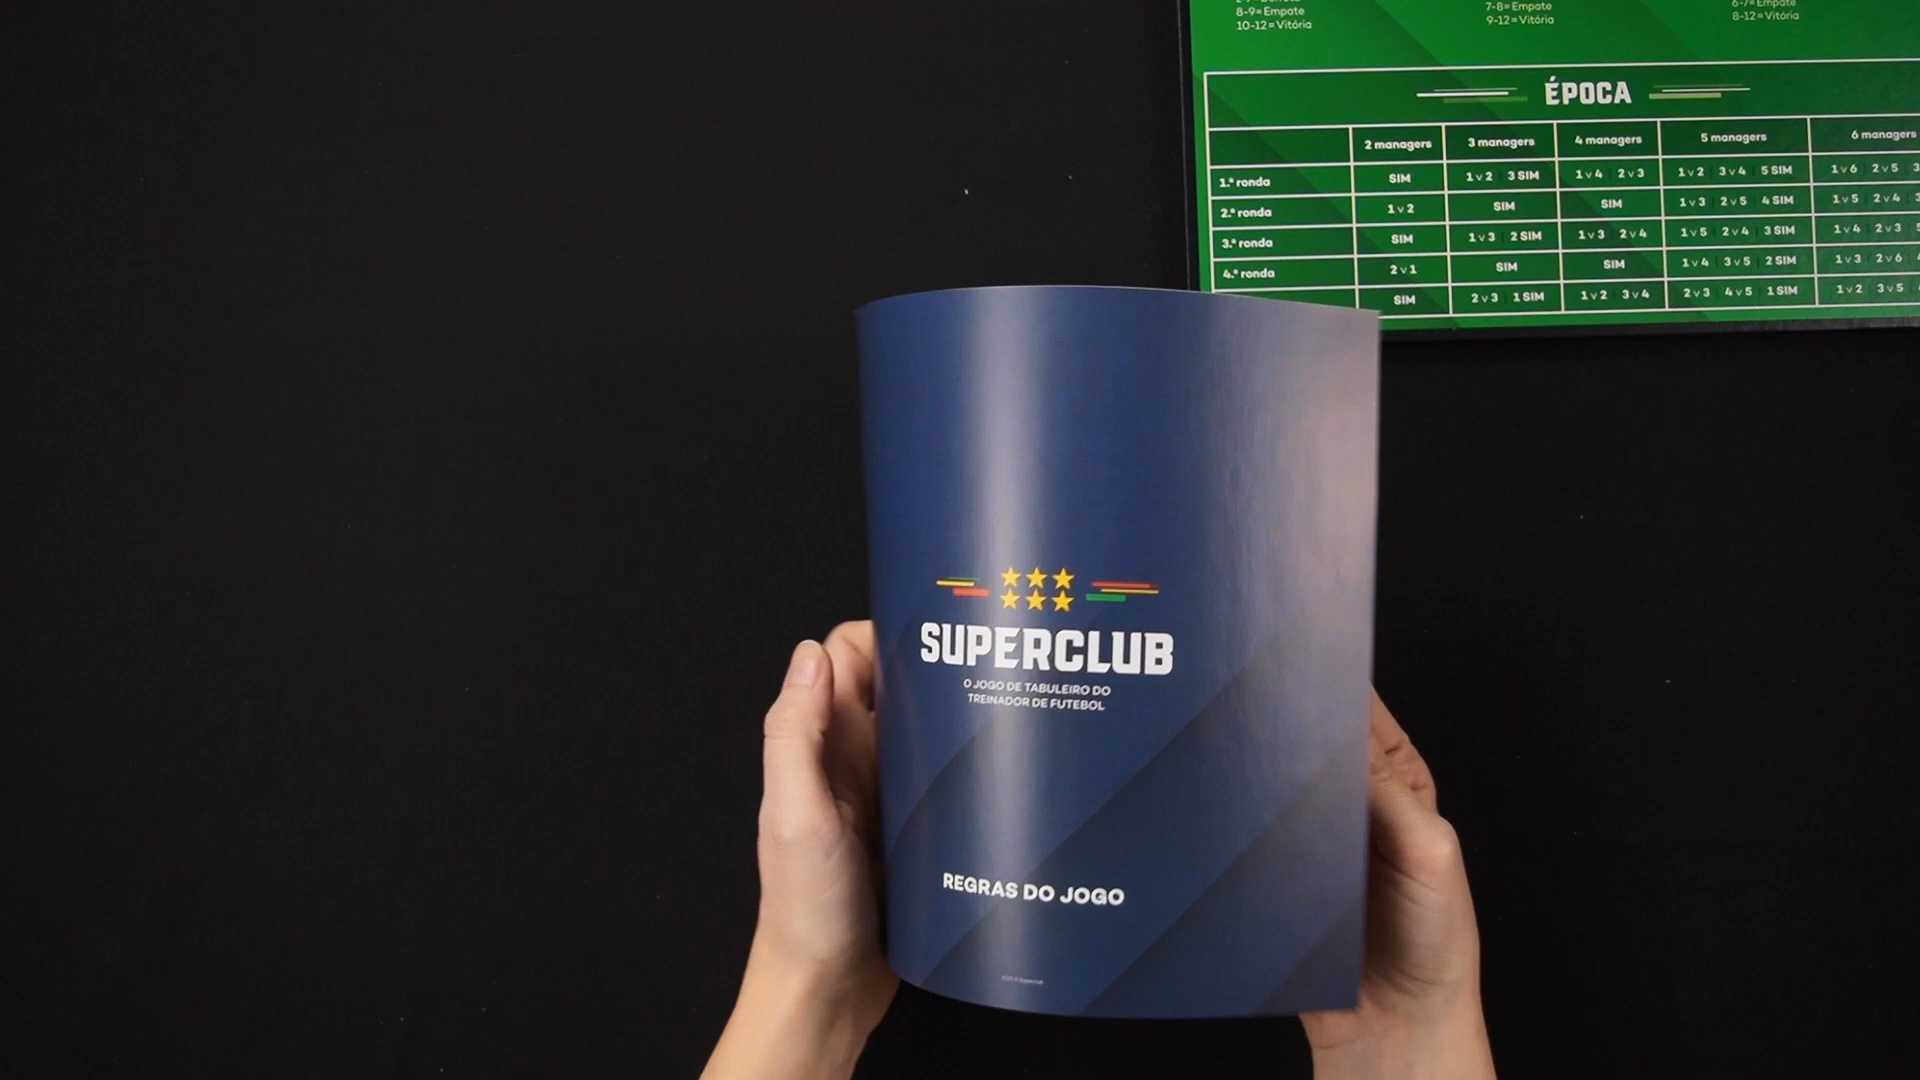 8-9=Empate
10-12=Vitória
7-8=Empate
9-12=Vitória
6-7=Empate
8-12=Vitória
ÉPOCA
2 managers 3 managers 4 managers 5 managers 6 managers
1.ª ronda SIM 1 v 2 3 SIM 1 v 4 2 v 3 1 v 2 3 v 4 5 SIM 1 v 6 2 v 5
2.ª ronda 1 v 2 SIM SIM 1 v 3 2 v 5 4 SIM 1 v 5 2 v 4
3.ª ronda SIM 1 v 3 2 SIM 1 v 3 2 v 4 1 v 5 2 v 4 3 SIM 1 v 4 2 v 3
4.ª ronda 2 v 1 SIM SIM 1 v 4 3 v 5 2 SIM 1 v 3 2 v 6
SIM 2 v 3 1 SIM 1 v 2 3 v 4 2 v 3 4 v 5 1 SIM 1 v 2 3 v 5
SUPERCLUB
O JOGO DE TABULEIRO DO
TREINADOR DE FUTEBOL
REGRAS DO JOGO